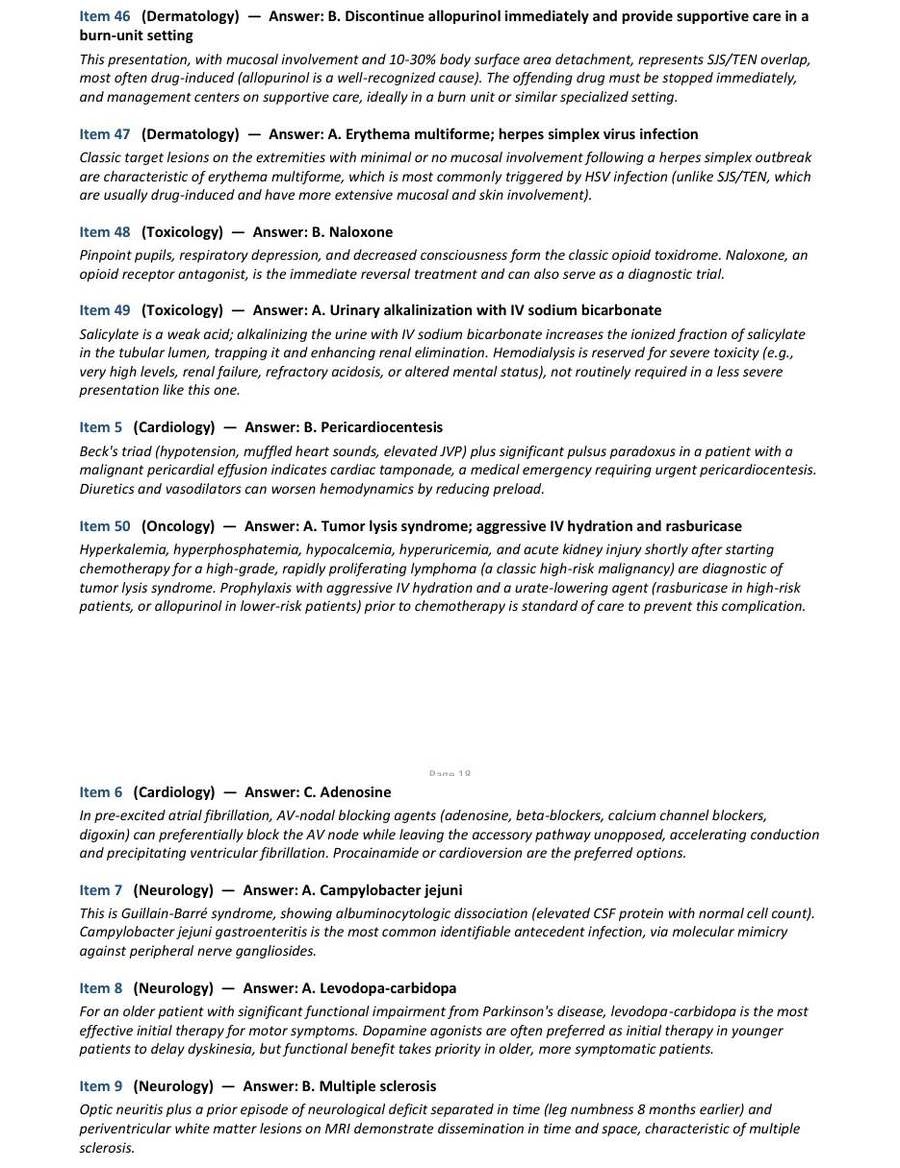 Item 46 (Dermatology) — Answer: B. Discontinue allopurinol immediately and provide supportive care in a
burn-unit setting
This presentation, with mucosal involvement and 10-30% body surface area detachment, represents SJS/TEN overlap,
most often drug-induced (allopurinol is a well-recognized cause). The offending drug must be stopped immediately,
and management centers on supportive care, ideally in a burn unit or similar specialized setting.
Item 47 (Dermatology) — Answer: A. Erythema multiforme; herpes simplex virus infection
Classic target lesions on the extremities with minimal or no mucosal involvement following a herpes simplex outbreak
are characteristic of erythema multiforme, which is most commonly triggered by HSV infection (unlike SJS/TEN, which
are usually drug-induced and have more extensive mucosal and skin involvement).
Item 48 (Toxicology) — Answer: B. Naloxone
Pinpoint pupils, respiratory depression, and decreased consciousness form the classic opioid toxidrome. Naloxone, an
opioid receptor antagonist, is the immediate reversal treatment and can also serve as a diagnostic trial.
Item 49 (Toxicology) — Answer: A. Urinary alkalinization with IV sodium bicarbonate
Salicylate is a weak acid; alkalinizing the urine with IV sodium bicarbonate increases the ionized fraction of salicylate
in the tubular lumen, trapping it and enhancing renal elimination. Hemodialysis is reserved for severe toxicity (e.g.,
very high levels, renal failure, refractory acidosis, or altered mental status), not routinely required in a less severe
presentation like this one.
Item 5 (Cardiology) — Answer: B. Pericardiocentesis
Beck's triad (hypotension, muffled heart sounds, elevated JVP) plus significant pulsus paradoxus in a patient with a
malignant pericardial effusion indicates cardiac tamponade, a medical emergency requiring urgent pericardiocentesis.
Diuretics and vasodilators can worsen hemodynamics by reducing preload.
Item 50 (Oncology) — Answer: A. Tumor lysis syndrome; aggressive IV hydration and rasburicase
Hyperkalemia, hyperphosphatemia, hypocalcemia, hyperuricemia, and acute kidney injury shortly after starting
chemotherapy for a high-grade, rapidly proliferating lymphoma (a classic high-risk malignancy) are diagnostic of
tumor lysis syndrome. Prophylaxis with aggressive IV hydration and a urate-lowering agent (rasburicase in high-risk
patients, or allopurinol in lower-risk patients) prior to chemotherapy is standard of care to prevent this complication.
Page 18
Item 6 (Cardiology) — Answer: C. Adenosine
In pre-excited atrial fibrillation, AV-nodal blocking agents (adenosine, beta-blockers, calcium channel blockers,
digoxin) can preferentially block the AV node while leaving the accessory pathway unopposed, accelerating conduction
and precipitating ventricular fibrillation. Procainamide or cardioversion are the preferred options.
Item 7 (Neurology) — Answer: A. Campylobacter jejuni
This is Guillain-Barré syndrome, showing albuminocytologic dissociation (elevated CSF protein with normal cell count).
Campylobacter jejuni gastroenteritis is the most common identifiable antecedent infection, via molecular mimicry
against peripheral nerve gangliosides.
Item 8 (Neurology) — Answer: A. Levodopa-carbidopa
For an older patient with significant functional impairment from Parkinson's disease, levodopa-carbidopa is the most
effective initial therapy for motor symptoms. Dopamine agonists are often preferred as initial therapy in younger
patients to delay dyskinesia, but functional benefit takes priority in older, more symptomatic patients.
Item 9 (Neurology) — Answer: B. Multiple sclerosis
Optic neuritis plus a prior episode of neurological deficit separated in time (leg numbness 8 months earlier) and
periventricular white matter lesions on MRI demonstrate dissemination in time and space, characteristic of multiple
sclerosis.